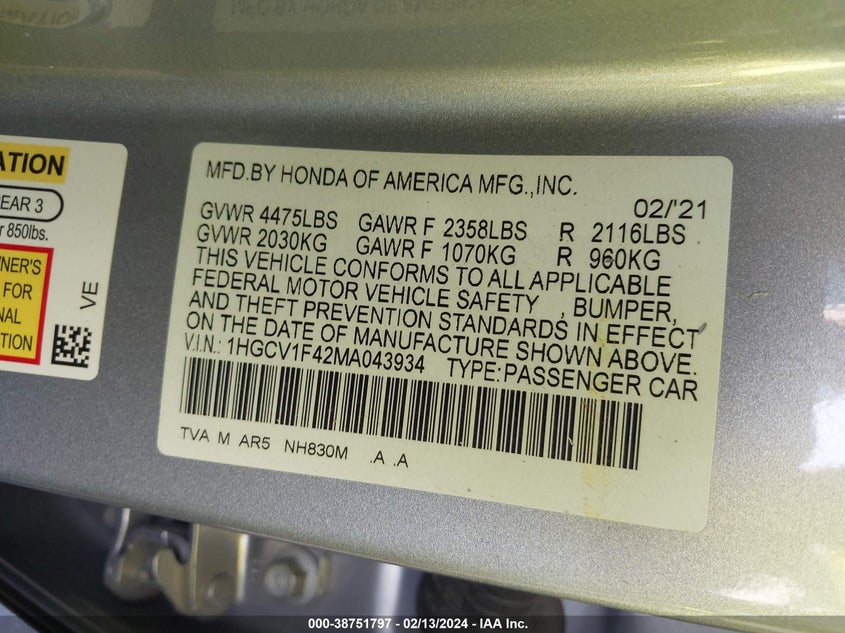 ATION
EAR 3
r 850lbs.
WNER'S
FOR
NAL
TION
VE
MFD.BY HONDA OF AMERICA MFG.,INC.
02/'21
GVWR 4475LBS GAWR F 2358LBS R 2116LBS
GVWR 2030KG GAWR F 1070KG R 960KG
THIS VEHICLE CONFORMS TO ALL APPLICABLE
FEDERAL MOTOR VEHICLE SAFETY , BUMPER,
AND THEFT PREVENTION STANDARDS IN EFFECT
ON THE DATE OF MANUFACTURE SHOWN ABOVE.
V.I.N.: 1HGCV1F42MA043934 TYPE:PASSENGER CAR
TVA M AR5 NH830M .A .A
000-38751797 - 02/13/2024 - IAA Inc.